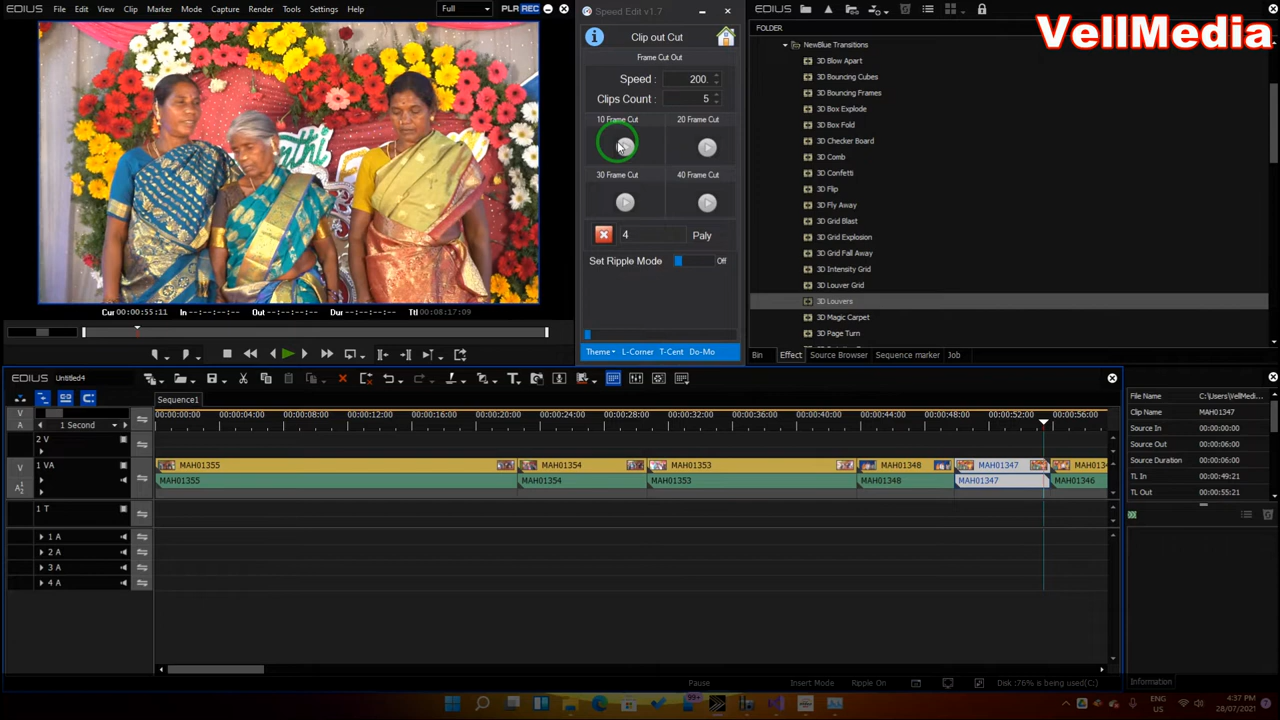 EDIUS File Edit View Clip Marker Mode Capture Render Tools Settings Help Full PLR REC
Speed Edit v1.7
EDIUS
VellMedia
Clip out Cut
Frame Cut Out
Speed : 200.
Clips Count : 5
10 Frame Cut 20 Frame Cut
30 Frame Cut 40 Frame Cut
4 Paly
Set Ripple Mode Off
Theme L-Corner T-Cent Do-Mo
FOLDER
NewBlue Transitions
3D Blow Apart
3D Bouncing Cubes
3D Bouncing Frames
3D Box Explode
3D Box Fold
3D Checker Board
3D Comb
3D Confetti
3D Flip
3D Fly Away
3D Grid Blast
3D Grid Explosion
3D Grid Fall Away
3D Intensity Grid
3D Louver Grid
3D Louvers
3D Magic Carpet
3D Page Turn
Bin Effect Source Browser Sequence marker Job
Cur 00:00:55:11 In --:--:--:-- Out --:--:--:-- Dur --:--:--:-- Ttl 00:08:17:09
EDIUS Untitled4
Sequence1
V
A
1 Second
00:00:00:00 00:00:04:00 00:00:08:00 00:00:12:00 00:00:16:00 00:00:20:00 00:00:24:00 00:00:28:00 00:00:32:00 00:00:36:00 00:00:40:00 00:00:44:00 00:00:48:00 00:00:52:00 00:00:56:00
2 V
V 1 VA MAH01355 MAH01354 MAH01353 MAH01348 MAH01347
MAH01355 MAH01354 MAH01353 MAH01348 MAH01347 MAH01346
1 T
1 A
2 A
3 A
4 A
File Name C:\Users\VellMedia...
Clip Name MAH01347
Source In 00:00:00:00
Source Out 00:00:06:00
Source Duration 00:00:06:00
TL In 00:00:49:21
TL Out 00:00:55:21
Information
Pause Insert Mode Ripple On Disk :76% is being used(C:)
99+
ENG
US
4:37 PM
28/07/2021